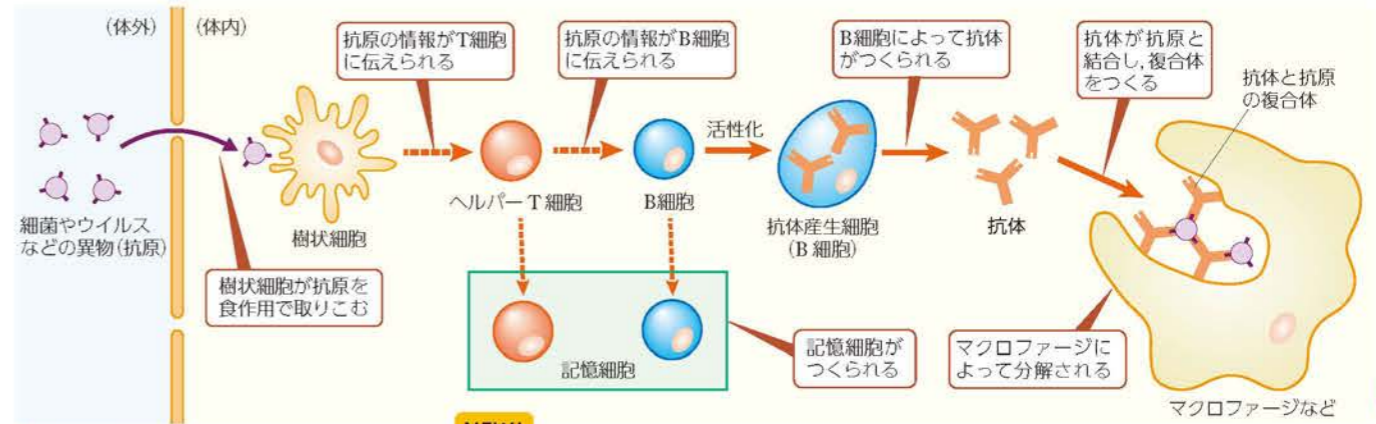 (体外)
(体内)
抗原の情報がT細胞
に伝えられる
抗原の情報がB細胞
に伝えられる
B細胞によって抗体
がつくられる
抗体が抗原と
結合し,複合体
をつくる
抗体と抗原
の複合体
活性化
細菌やウイルス
などの異物(抗原)
樹状細胞
ヘルパーT細胞
B細胞
抗体産生細胞
(B細胞)
抗体
樹状細胞が抗原を
食作用で取りこむ
記憶細胞
記憶細胞が
つくられる
マクロファージに
よって分解される
マクロファージなど